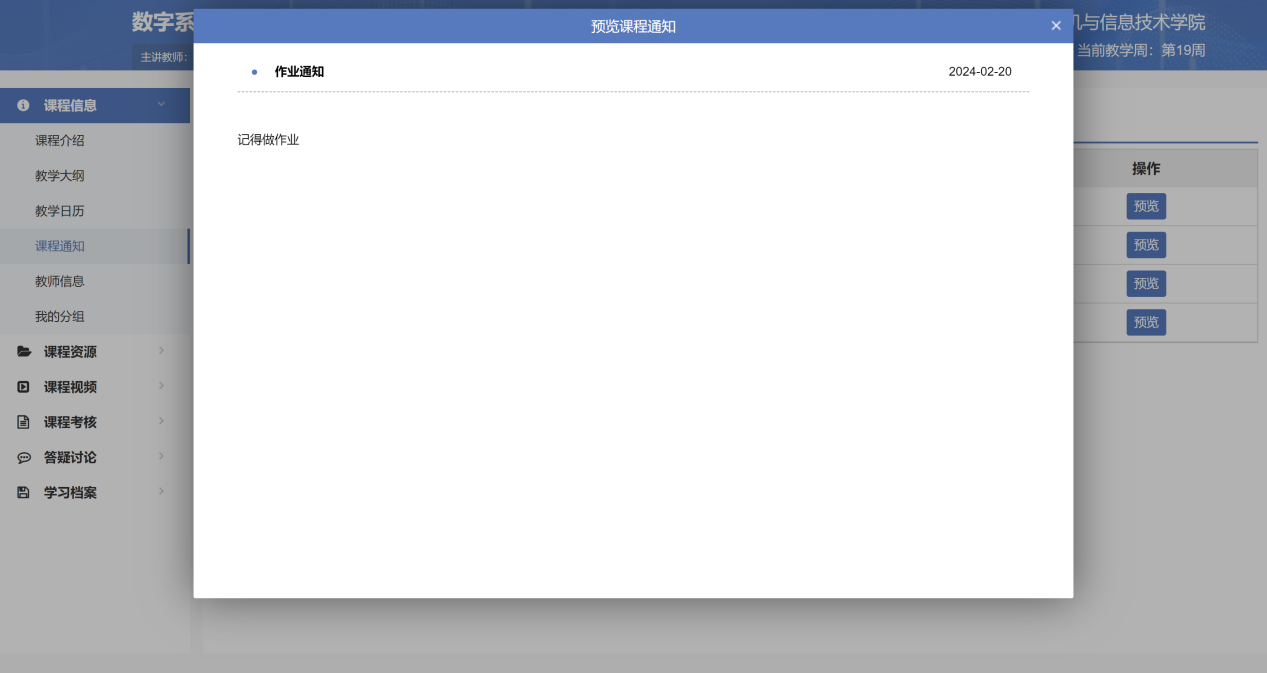 数字系
主讲教师:
预览课程通知
机与信息技术学院
当前教学周：第19周
作业通知
2024-02-20
记得做作业
课程信息
课程介绍
教学大纲
教学日历
课程通知
教师信息
我的分组
课程资源
课程视频
课程考核
答疑讨论
学习档案
操作
预览
预览
预览
预览